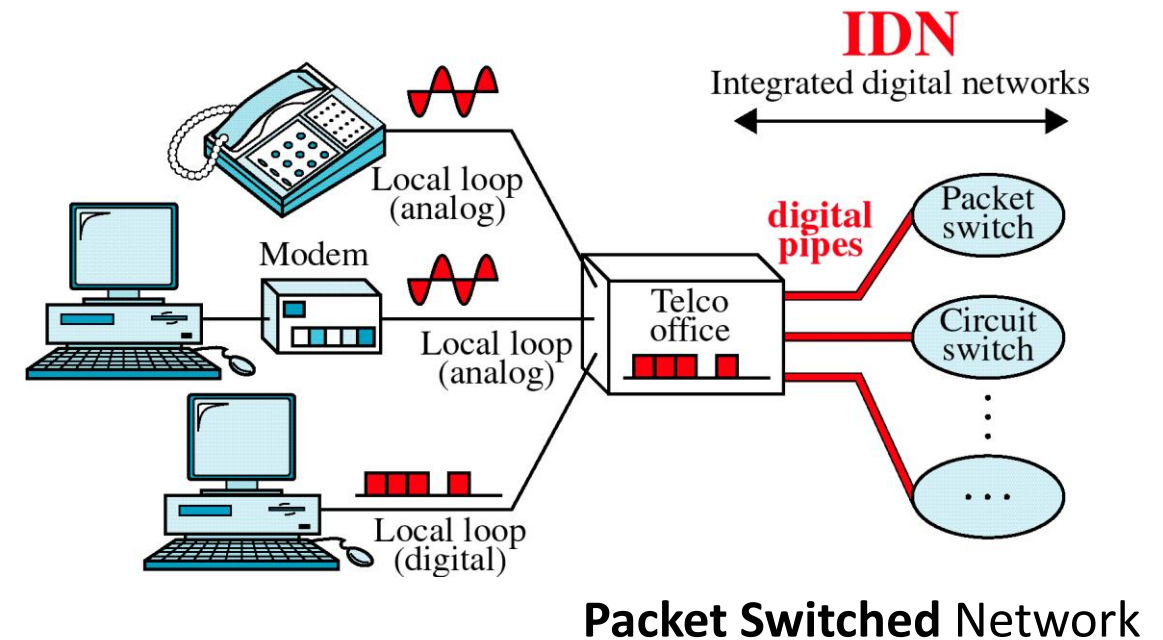 IDN
Integrated digital networks
Local loop
(analog)
digital
pipes
Packet
switch
Modem
Local loop
(analog)
Telco
office
Circuit
switch
Local loop
(digital)
Packet Switched Network